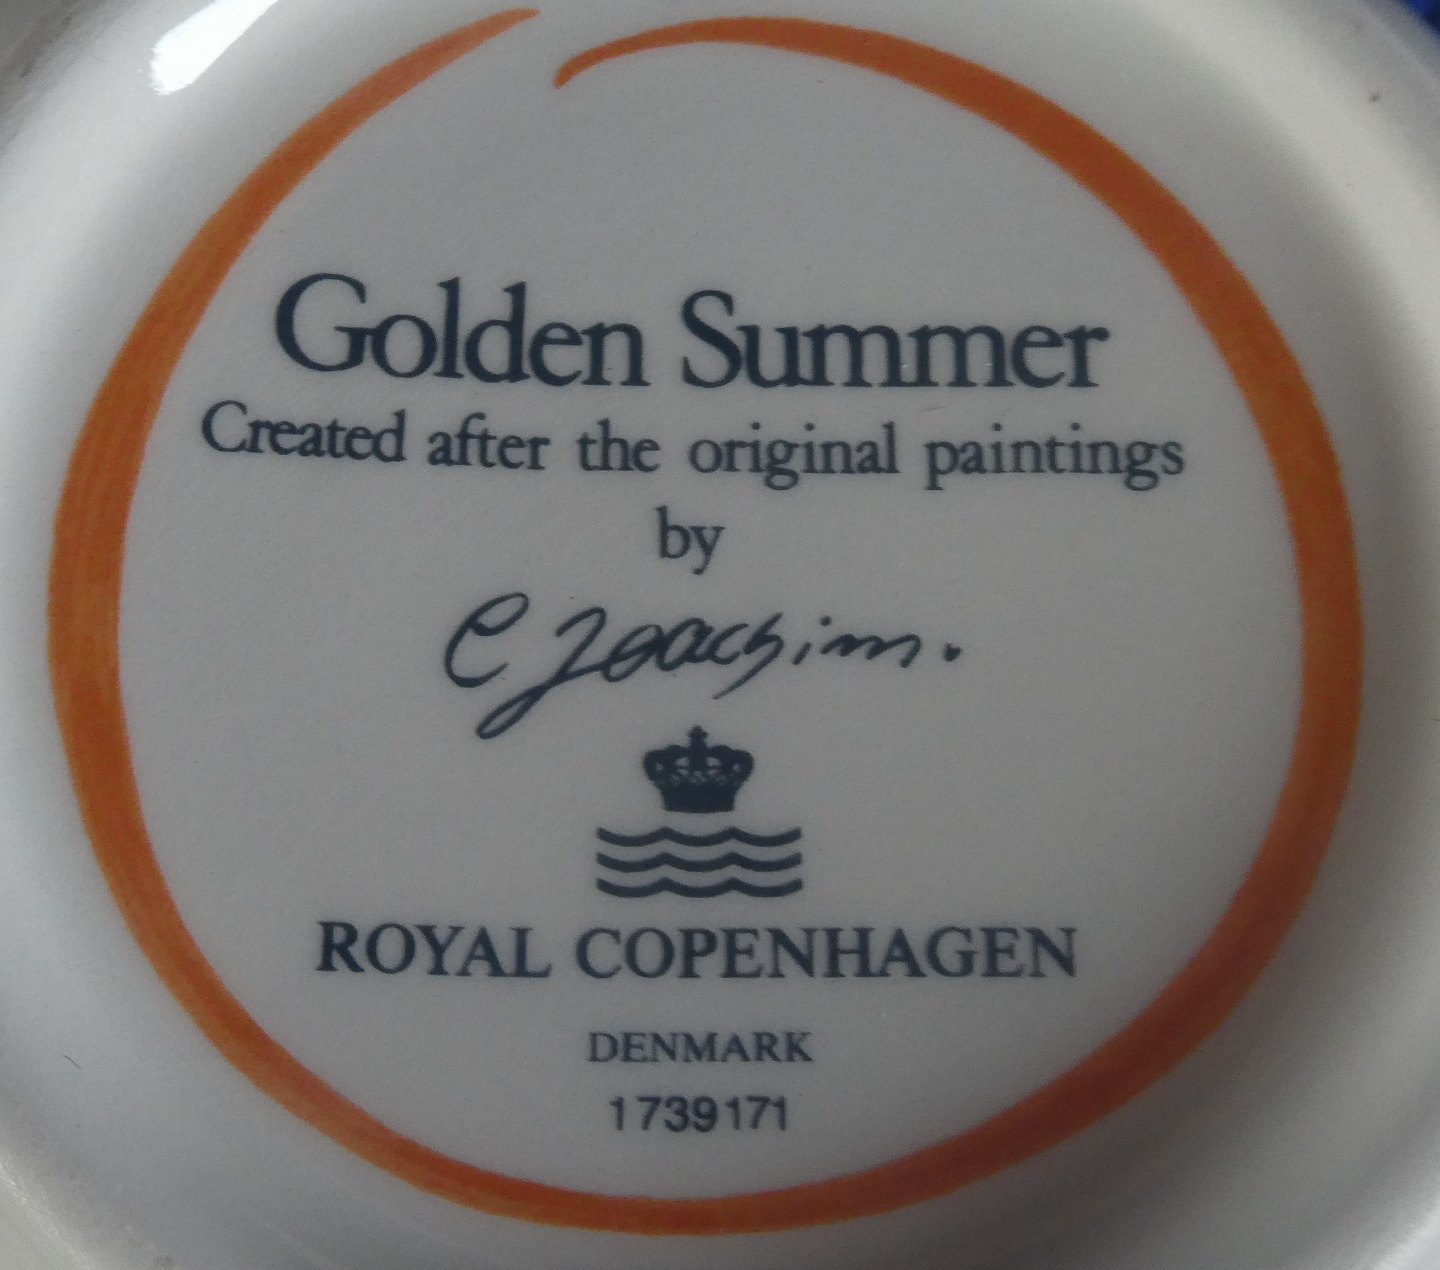 Golden Summer
Created after the original paintings
by
C Joachim.
ROYAL COPENHAGEN
DENMARK
1739171